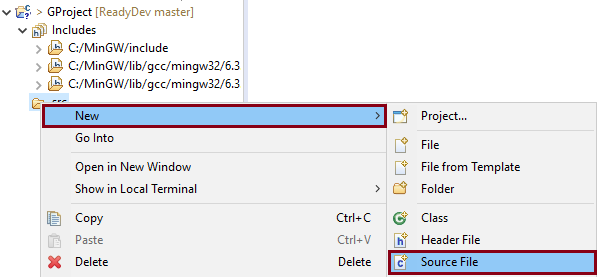 > GProject [ReadyDev master]
Includes
C:/MinGW/include
C:/MinGW/lib/gcc/mingw32/6.3
C:/MinGW/lib/gcc/mingw32/6.3
src
New
Go Into
Open in New Window
Show in Local Terminal
Copy Ctrl+C
Paste Ctrl+V
Delete Delete
Project...
File
File from Template
Folder
Class
Header File
Source File